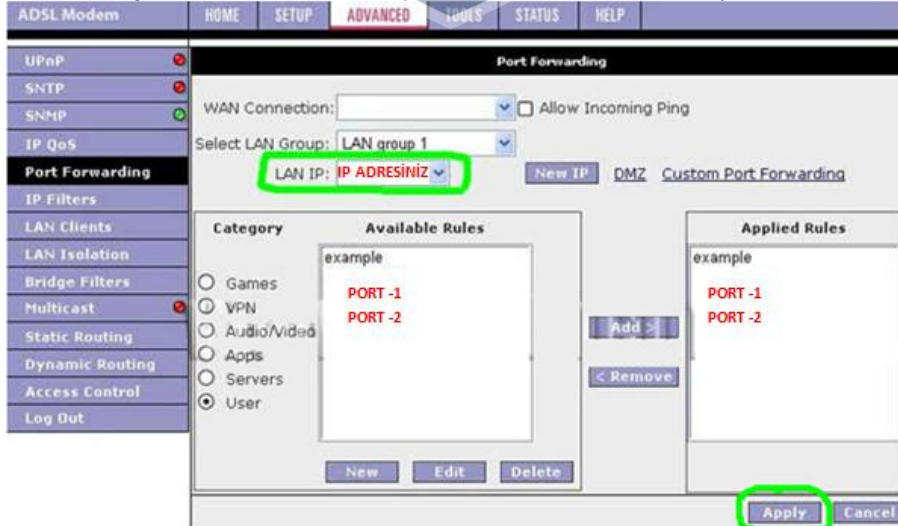 ADSL Modem HOME SETUP ADVANCED TOOLS STATUS HELP
UPnP
SNTP
SNMP
IP QoS
Port Forwarding
IP Filters
LAN Clients
LAN Isolation
Bridge Filters
Multicast
Static Routing
Dynamic Routing
Access Control
Log Out
Port Forwarding
WAN Connection: Allow Incoming Ping
Select LAN Group: LAN group 1
LAN IP: IP ADRESİNİZ New IP DMZ Custom Port Forwarding
Category
Games
VPN
Audio/Video
Apps
Servers
User
Available Rules
example
PORT -1
PORT -2
New Edit Delete
Add >
< Remove
Applied Rules
example
PORT -1
PORT -2
Apply Cancel